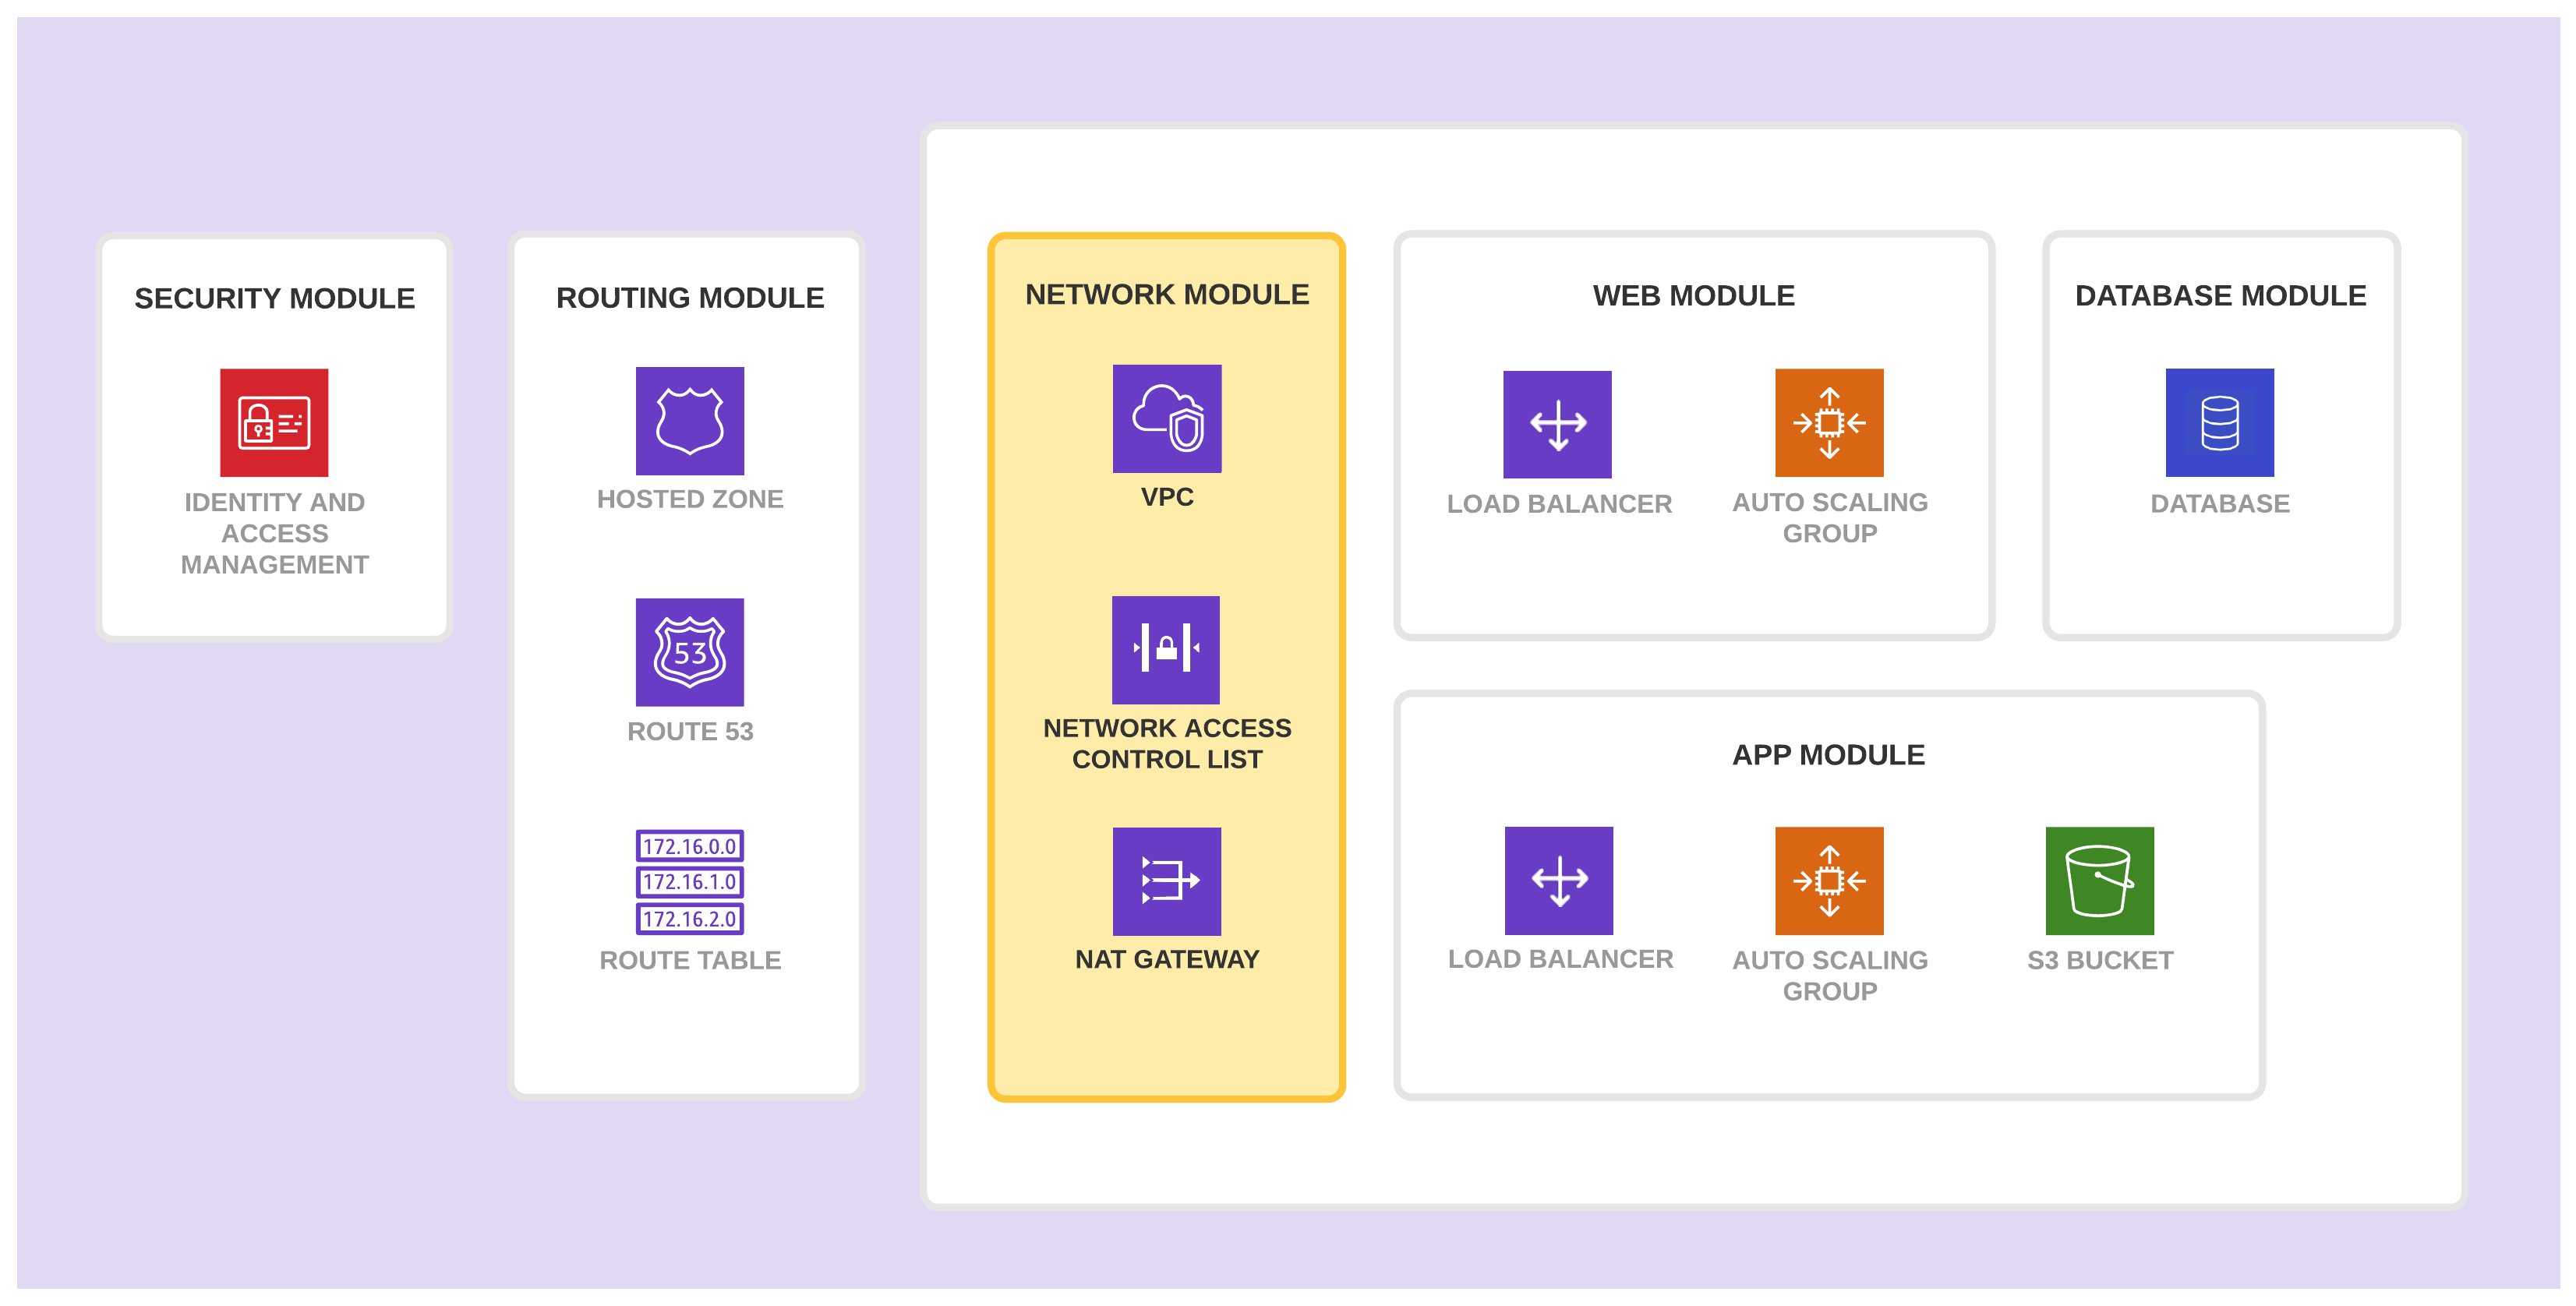 SECURITY MODULE
IDENTITY AND
ACCESS
MANAGEMENT
ROUTING MODULE
HOSTED ZONE
53
ROUTE 53
172.16.0.0
172.16.1.0
172.16.2.0
ROUTE TABLE
NETWORK MODULE
VPC
NETWORK ACCESS
CONTROL LIST
NAT GATEWAY
WEB MODULE
LOAD BALANCER
AUTO SCALING
GROUP
DATABASE MODULE
DATABASE
APP MODULE
LOAD BALANCER
AUTO SCALING
GROUP
S3 BUCKET